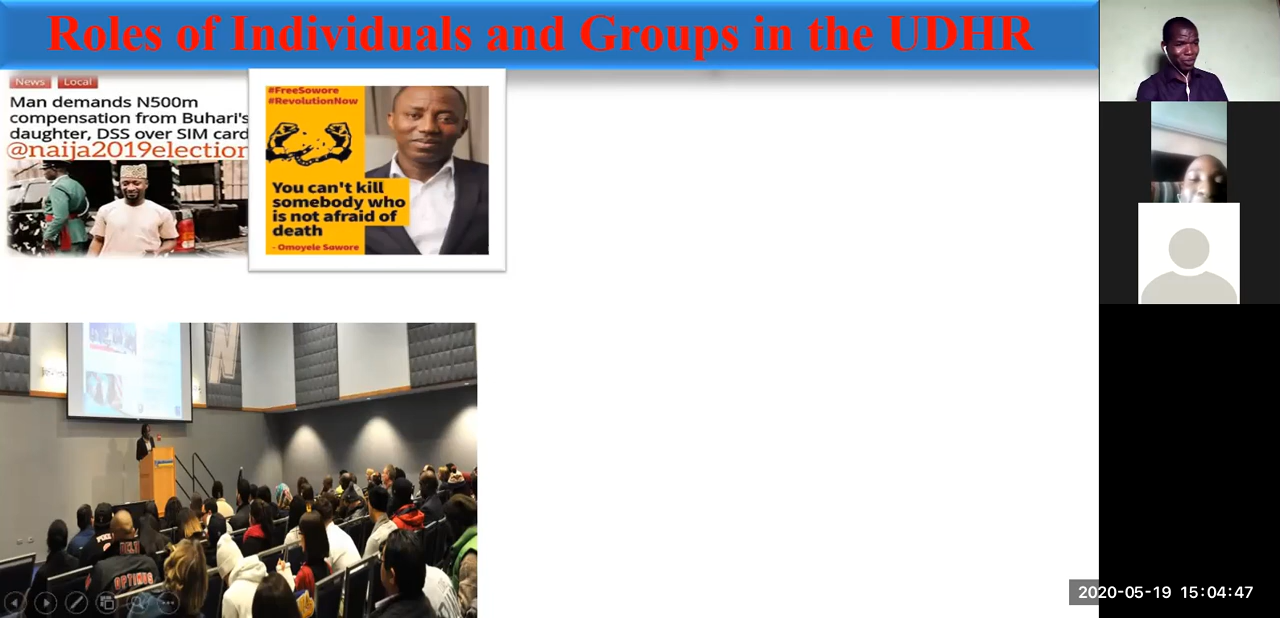 Roles of Individuals and Groups in the UDHR
News Local
Man demands N500m
compensation from Buhari's
daughter, DSS over SIM card
@naija2019election
#FreeSowore
#RevolutionNow
You can't kill
somebody who
is not afraid of
death
- Omoyele Sowore
N
OPTIMUS
2020-05-19 15:04:47